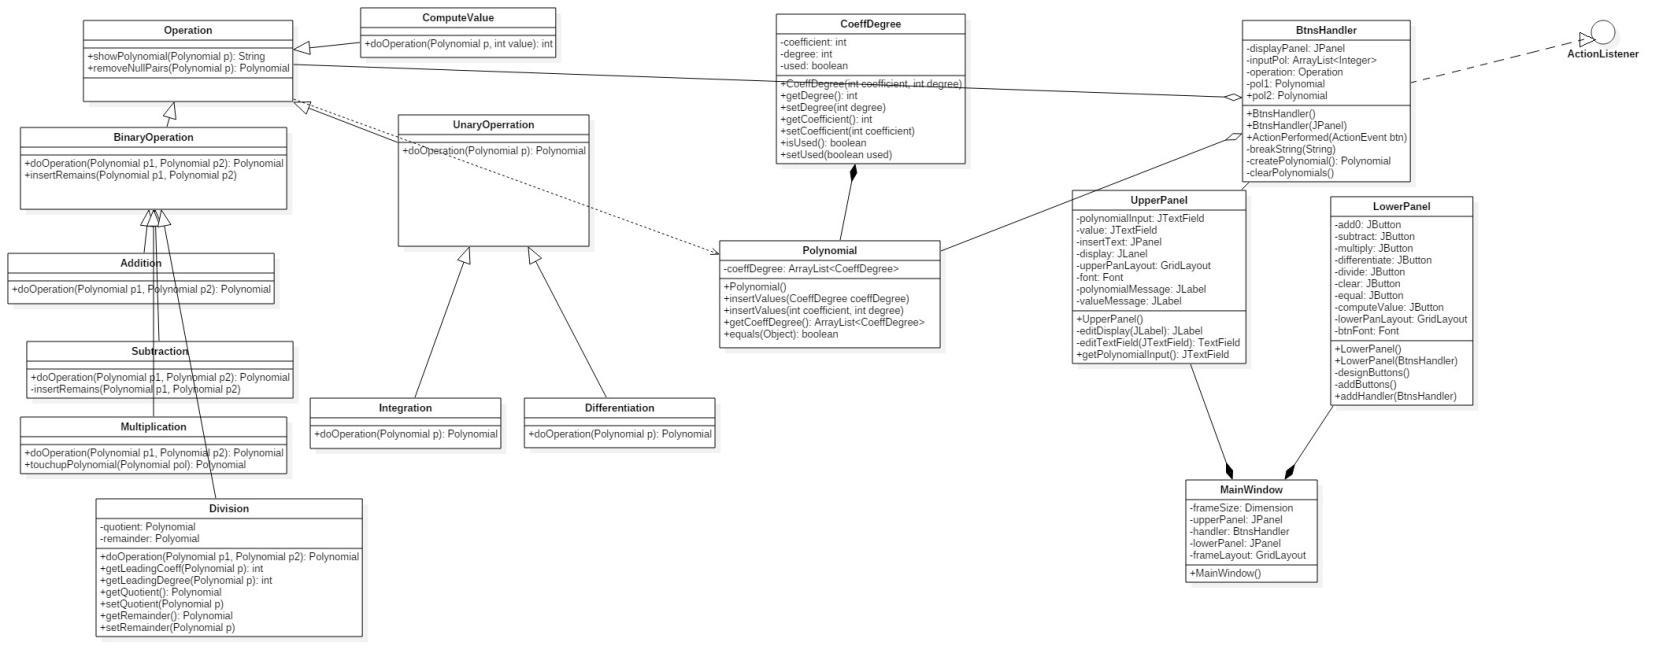 Operation
+showPolynomial(Polynomial p): String
+removeNullPairs(Polynomial p): Polynomial
ComputeValue
+doOperation(Polynomial p, int value): int
CoeffDegree
-coefficient: int
-degree: int
-used: boolean
+CoeffDegree(int coefficient, int degree)
+getDegree(): int
+setDegree(int degree)
+getCoefficient(): int
+setCoefficient(int coefficient)
+isUsed(): boolean
+setUsed(boolean used)
BtnsHandler
-displayPanel: JPanel
-inputPol: ArrayList<Integer>
-operation: Operation
-pol1: Polynomial
+pol2: Polynomial
+BtnsHandler()
+BtnsHandler(JPanel)
+ActionPerformed(ActionEvent btn)
-breakString(String)
-createPolynomial(): Polynomial
-clearPolynomials()
ActionListener
BinaryOperation
+doOperation(Polynomial p1, Polynomial p2): Polynomial
+insertRemains(Polynomial p1, Polynomial p2)
UnaryOperration
+doOperation(Polynomial p): Polynomial
UpperPanel
-polynomialInput: JTextField
-value: JTextField
-insertText: JPanel
-display: JLanel
-upperPanLayout: GridLayout
-font: Font
-polynomialMessage: JLabel
-valueMessage: JLabel
+UpperPanel()
-editDisplay(JLabel): JLabel
-editTextField(JTextField): TextField
+getPolynomialInput(): JTextField
LowerPanel
-add0: JButton
-subtract: JButton
-multiply: JButton
-differentiate: JButton
-divide: JButton
-clear: JButton
-equal: JButton
-computeValue: JButton
-lowerPanLayout: GridLayout
-btnFont: Font
+LowerPanel()
+LowerPanel(BtnsHandler)
-designButtons()
-addButtons()
+addHandler(BtnsHandler)
Polynomial
-coeffDegree: ArrayList<CoeffDegree>
+Polynomial()
+insertValues(CoeffDegree coeffDegree)
+insertValues(int coefficient, int degree)
+getCoeffDegree(): ArrayList<CoeffDegree>
+equals(Object): boolean
Addition
+doOperation(Polynomial p1, Polynomial p2): Polynomial
Subtraction
+doOperation(Polynomial p1, Polynomial p2): Polynomial
-insertRemains(Polynomial p1, Polynomial p2)
Integration
+doOperation(Polynomial p): Polynomial
Differentiation
+doOperation(Polynomial p): Polynomial
Multiplication
+doOperation(Polynomial p1, Polynomial p2): Polynomial
+touchupPolynomial(Polynomial pol): Polynomial
Division
-quotient: Polynomial
-remainder: Polyomial
+doOperation(Polynomial p1, Polynomial p2): Polynomial
+getLeadingCoeff(Polynomial p): int
+getLeadingDegree(Polynomial p): int
+getQuotient(): Polynomial
+setQuotient(Polynomial p)
+getRemainder(): Polynomial
+setRemainder(Polynomial p)
MainWindow
-frameSize: Dimension
-upperPanel: JPanel
-handler: BtnsHandler
-lowerPanel: JPanel
-frameLayout: GridLayout
+MainWindow()